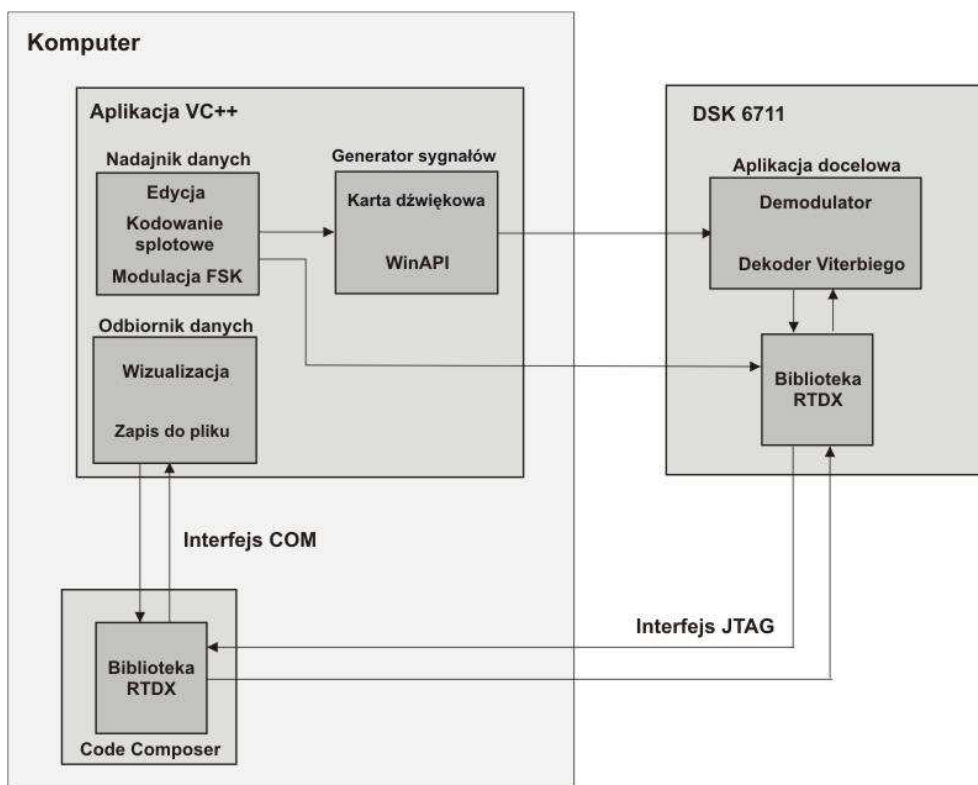 Komputer
Aplikacja VC++
Nadajnik danych
Edycja
Kodowanie
splotowe
Modulacja FSK
Generator sygnałów
Karta dźwiękowa
WinAPI
Odbiornik danych
Wizualizacja
Zapis do pliku
Interfejs COM
Biblioteka
RTDX
Code Composer
DSK 6711
Aplikacja docelowa
Demodulator
Dekoder Viterbiego
Biblioteka
RTDX
Interfejs JTAG